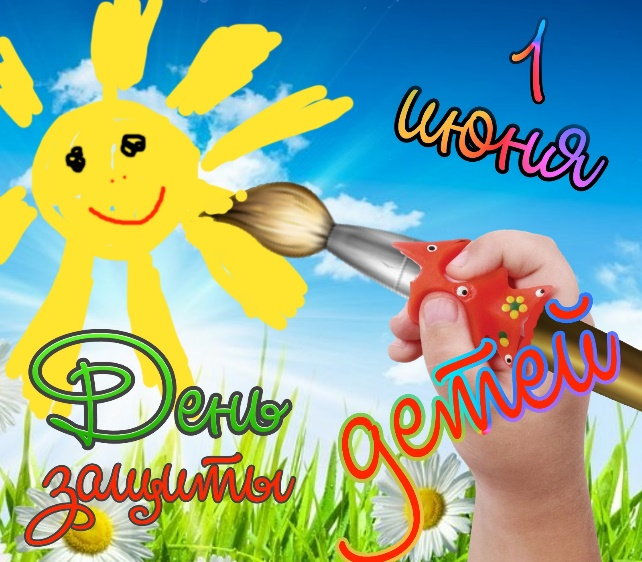 1
июня
День
защиты
детей